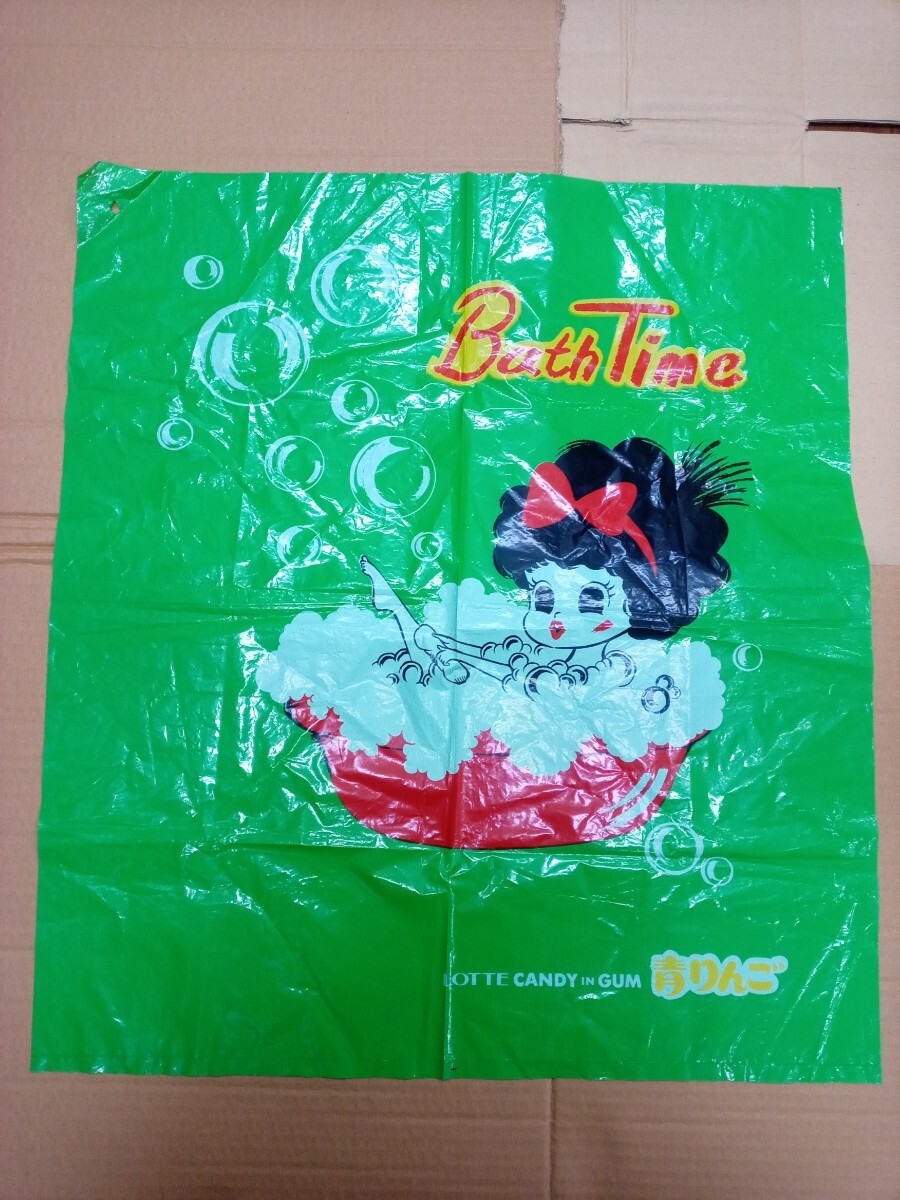 Bath Time
LOTTE CANDY IN GUM 青りんご